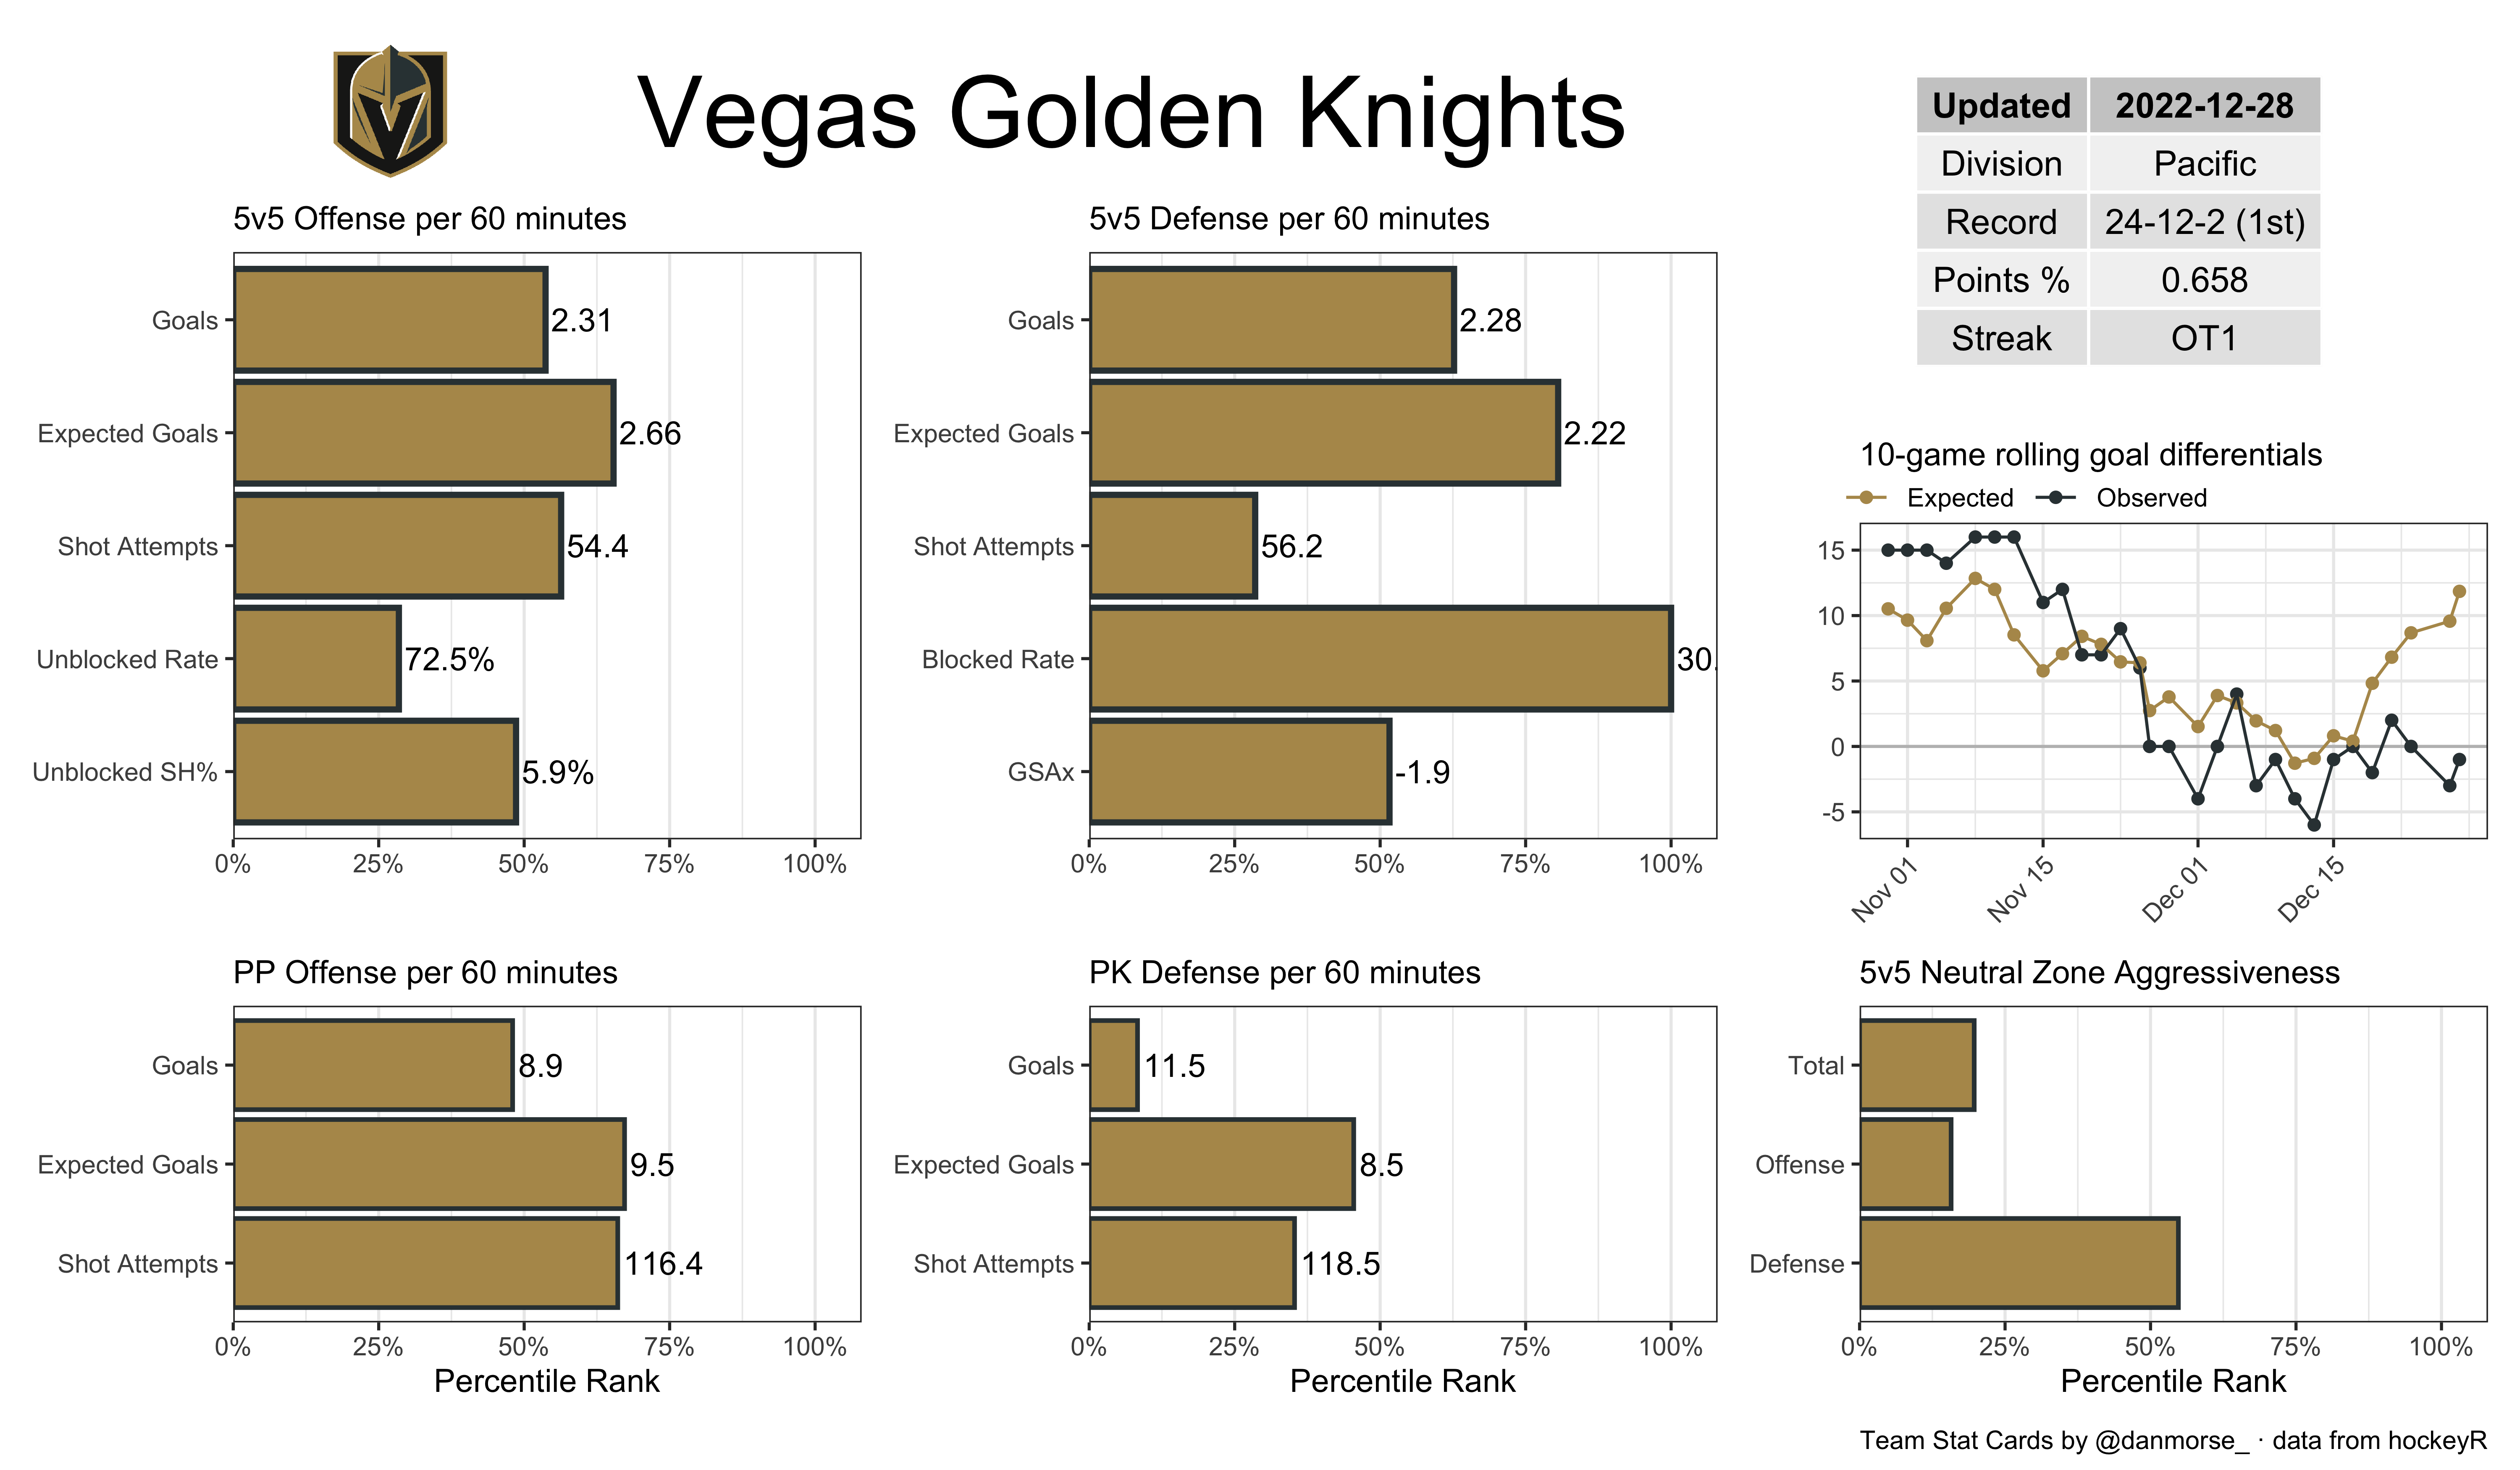 Vegas Golden Knights
Updated 2022-12-28
Division Pacific
Record 24-12-2 (1st)
Points % 0.658
Streak OT1
5v5 Offense per 60 minutes
Goals 2.31
Expected Goals 2.66
Shot Attempts 54.4
Unblocked Rate 72.5%
Unblocked SH% 5.9%
0% 25% 50% 75% 100%
5v5 Defense per 60 minutes
Goals 2.28
Expected Goals 2.22
Shot Attempts 56.2
Blocked Rate 30.
GSAx -1.9
0% 25% 50% 75% 100%
10-game rolling goal differentials
Expected Observed
15
10
5
0
-5
Nov 01 Nov 15 Dec 01 Dec 15
PP Offense per 60 minutes
Goals 8.9
Expected Goals 9.5
Shot Attempts 116.4
0% 25% 50% 75% 100%
Percentile Rank
PK Defense per 60 minutes
Goals 11.5
Expected Goals 8.5
Shot Attempts 118.5
0% 25% 50% 75% 100%
Percentile Rank
5v5 Neutral Zone Aggressiveness
Total
Offense
Defense
0% 25% 50% 75% 100%
Percentile Rank
Team Stat Cards by @danmorse_ · data from hockeyR